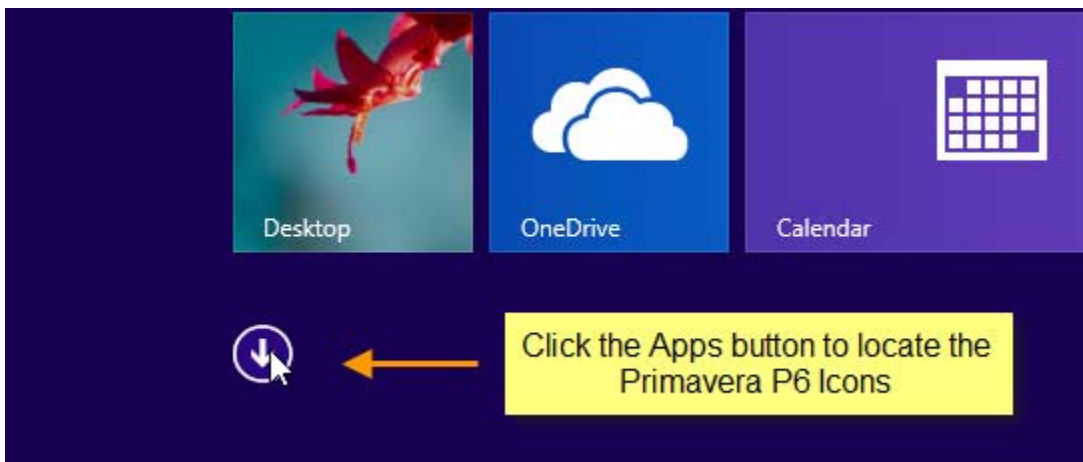 Desktop
OneDrive
Calendar
Click the Apps button to locate the
Primavera P6 Icons